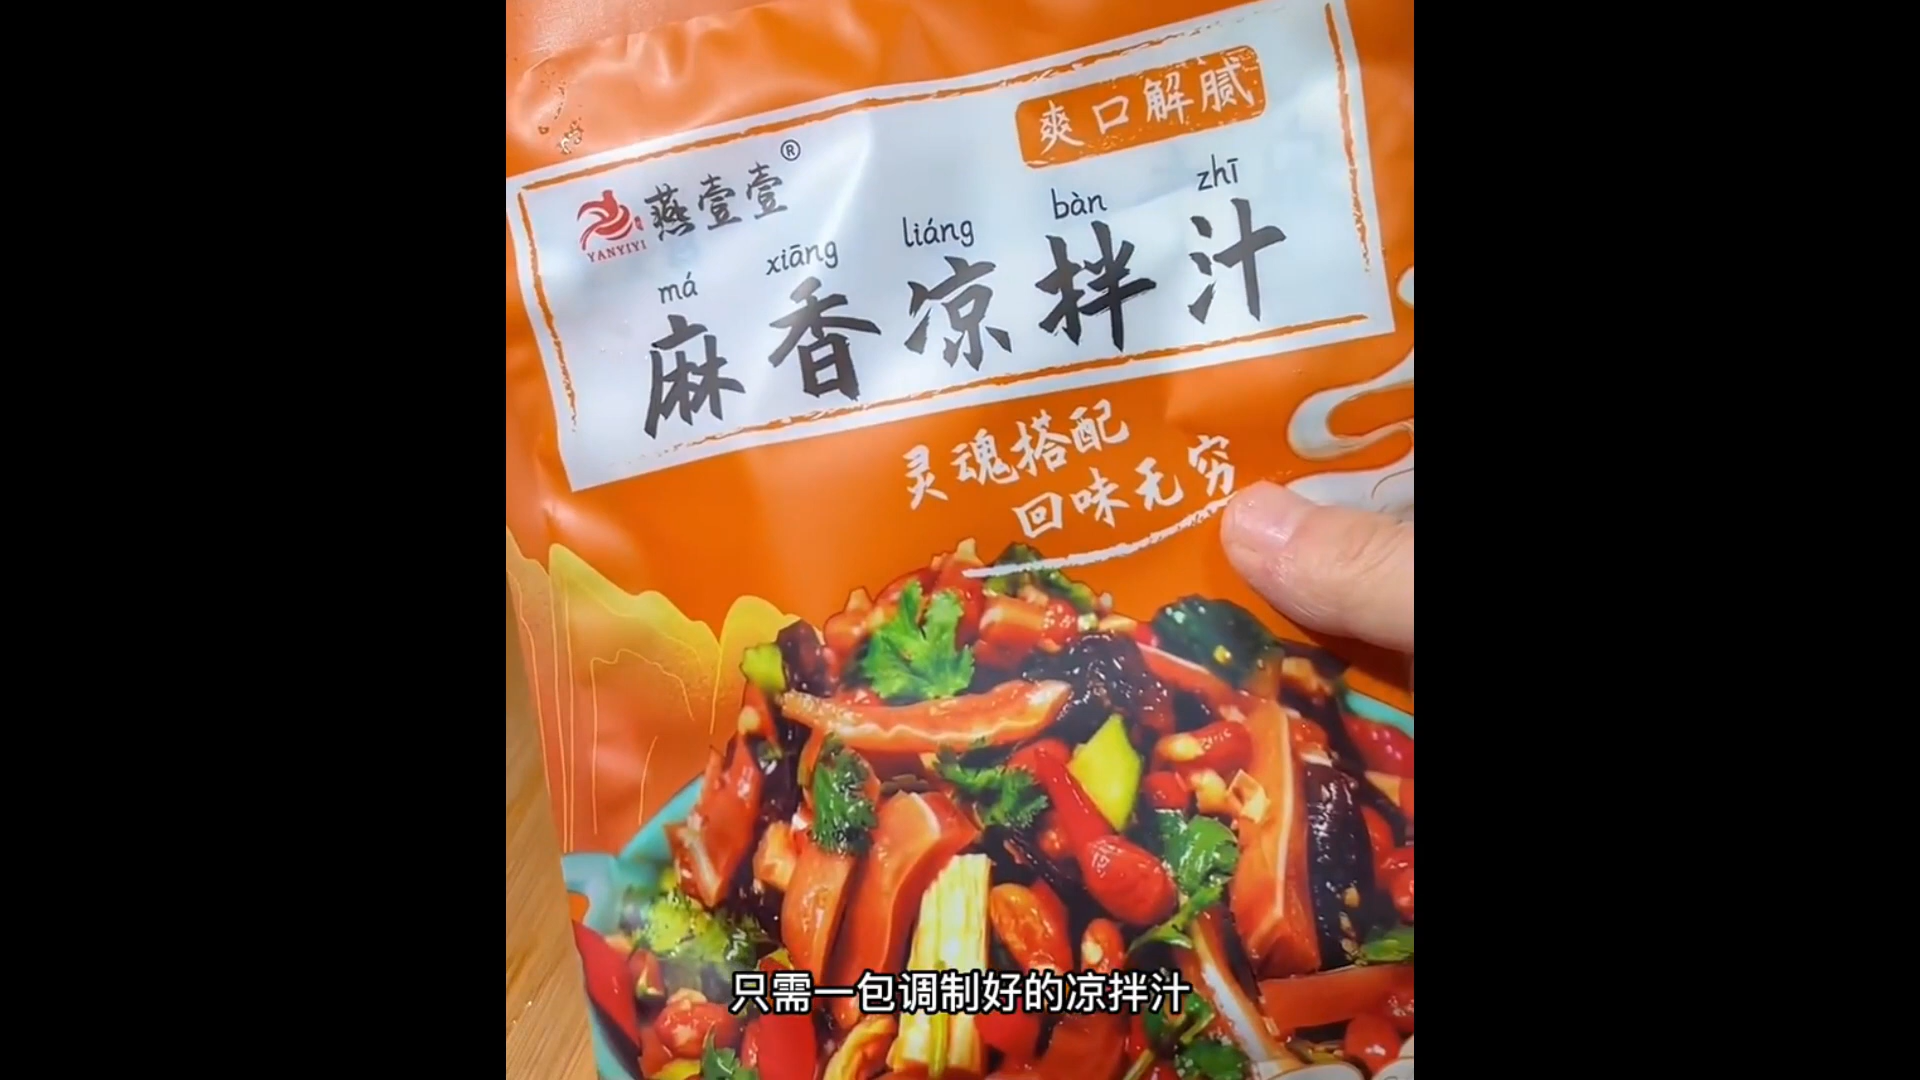 爽口解腻
燕壹壹®
YANYIYI
má xiāng liáng bàn zhī
麻香凉拌汁
灵魂搭配
回味无穷
只需一包调制好的凉拌汁